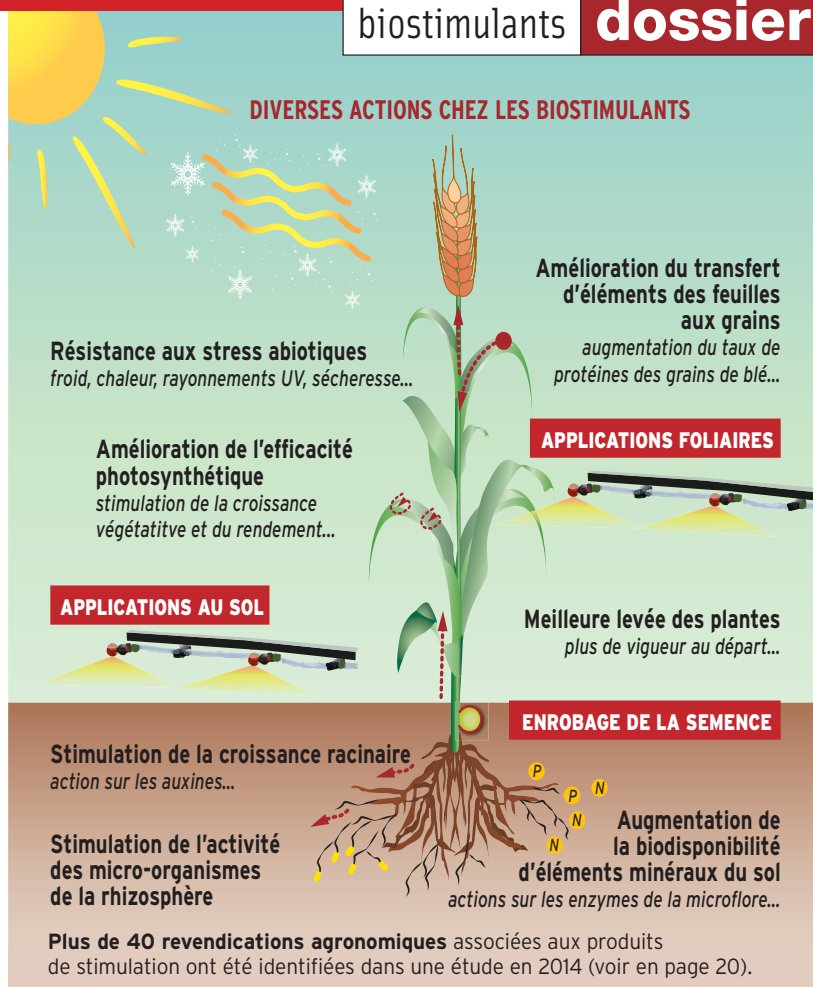 biostimulants dossier
DIVERSES ACTIONS CHEZ LES BIOSTIMULANTS
Amélioration du transfert
d'éléments des feuilles
aux grains
augmentation du taux de
protéines des grains de blé...
Résistance aux stress abiotiques
froid, chaleur, rayonnements UV, sécheresse...
APPLICATIONS FOLIAIRES
Amélioration de l'efficacité
photosynthétique
stimulation de la croissance
végétatitve et du rendement...
APPLICATIONS AU SOL
Meilleure levée des plantes
plus de vigueur au départ...
ENROBAGE DE LA SEMENCE
Stimulation de la croissance racinaire
action sur les auxines...
P
P
N
N
N
Stimulation de l'activité
des micro-organismes
de la rhizosphère
Augmentation de
la biodisponibilité
d'éléments minéraux du sol
actions sur les enzymes de la microflore...
Plus de 40 revendications agronomiques associées aux produits
de stimulation ont été identifiées dans une étude en 2014 (voir en page 20).